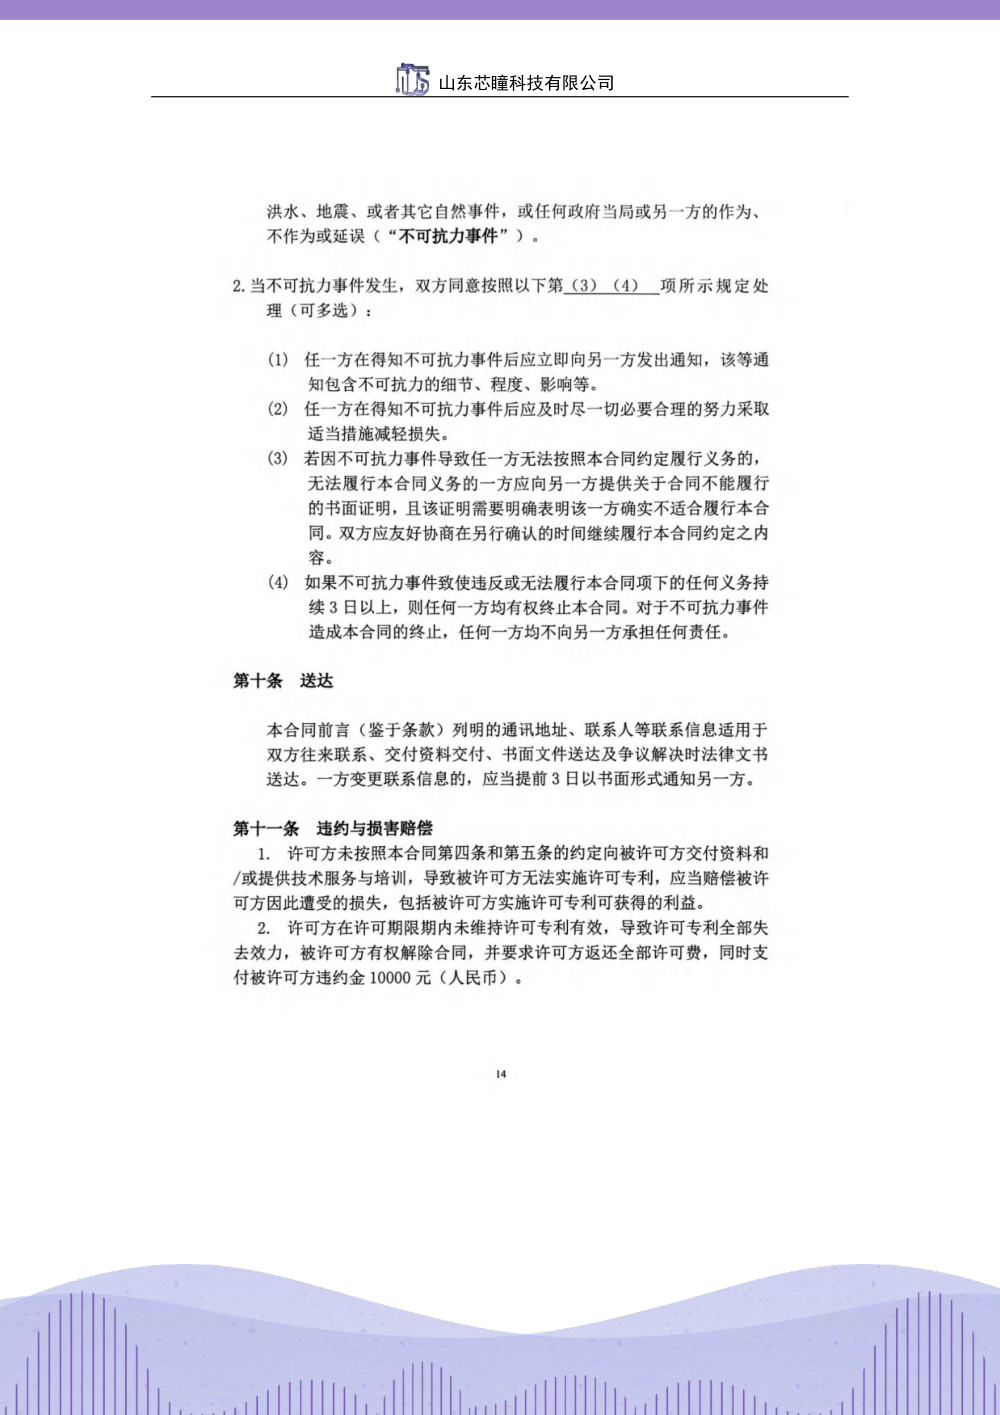 山东芯瞳科技有限公司
洪水、地震、或者其它自然事件，或任何政府当局或另一方的作为、
不作为或延误（“不可抗力事件”）。
2. 当不可抗力事件发生，双方同意按照以下第（3）（4） 项所示规定处
理（可多选）：
(1) 任一方在得知不可抗力事件后应立即向另一方发出通知，该等通
知包含不可抗力的细节、程度、影响等。
(2) 任一方在得知不可抗力事件后应及时尽一切必要合理的努力采取
适当措施减轻损失。
(3) 若因不可抗力事件导致任一方无法按照本合同约定履行义务的，
无法履行本合同义务的一方应向另一方提供关于合同不能履行
的书面证明，且该证明需要明确表明该一方确实不适合履行本合
同。双方应友好协商在另行确认的时间继续履行本合同约定之内
容。
(4) 如果不可抗力事件致使违反或无法履行本合同项下的任何义务持
续 3 日以上，则任何一方均有权终止本合同。对于不可抗力事件
造成本合同的终止，任何一方均不向另一方承担任何责任。
第十条 送达
本合同前言（鉴于条款）列明的通讯地址、联系人等联系信息适用于
双方往来联系、交付资料交付、书面文件送达及争议解决时法律文书
送达。一方变更联系信息的，应当提前 3 日以书面形式通知另一方。
第十一条 违约与损害赔偿
1. 许可方未按照本合同第四条和第五条的约定向被许可方交付资料和
/或提供技术服务与培训，导致被许可方无法实施许可专利，应当赔偿被许
可方因此遭受的损失，包括被许可方实施许可专利可获得的利益。
2. 许可方在许可期限期内未维持许可专利有效，导致许可专利全部失
去效力，被许可方有权解除合同，并要求许可方返还全部许可费，同时支
付被许可方违约金 10000 元（人民币）。
14